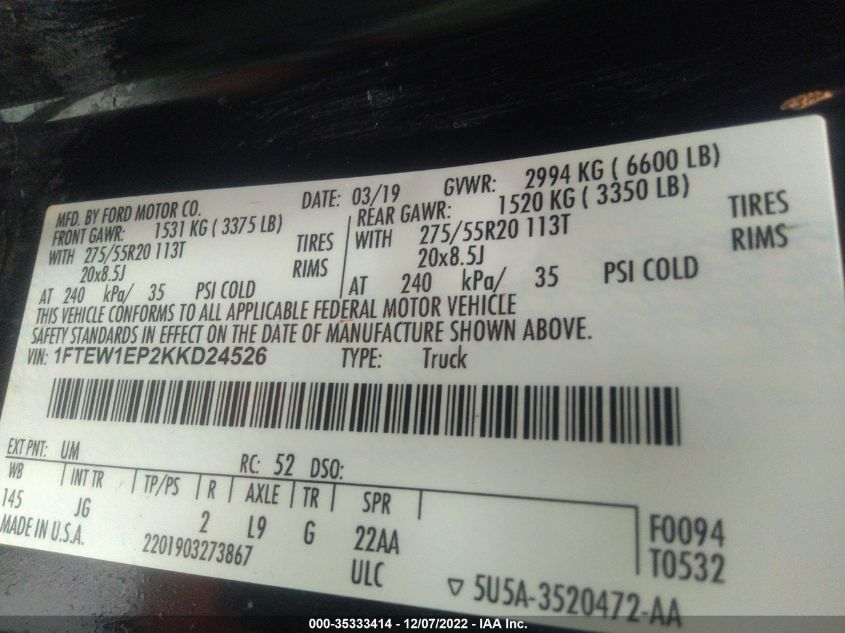 MFD. BY FORD MOTOR CO. DATE: 03/19 GVWR: 2994 KG ( 6600 LB)
FRONT GAWR: 1531 KG ( 3375 LB) REAR GAWR: 1520 KG ( 3350 LB)
WITH 275/55R20 113T TIRES WITH 275/55R20 113T TIRES
20x8.5J RIMS 20x8.5J RIMS
AT 240 kPa/ 35 PSI COLD AT 240 kPa/ 35 PSI COLD
THIS VEHICLE CONFORMS TO ALL APPLICABLE FEDERAL MOTOR VEHICLE
SAFETY STANDARDS IN EFFECT ON THE DATE OF MANUFACTURE SHOWN ABOVE.
VIN: 1FTEW1EP2KKD24526 TYPE: Truck
EXT PNT: UM RC: 52 DSO:
WB INT TR TP/PS R AXLE TR SPR
145 JG 2 L9 G 22AA F0094
MADE IN U.S.A. 2201903273867 ULC T0532
5U5A-3520472-AA
000-35333414 - 12/07/2022 - IAA Inc.